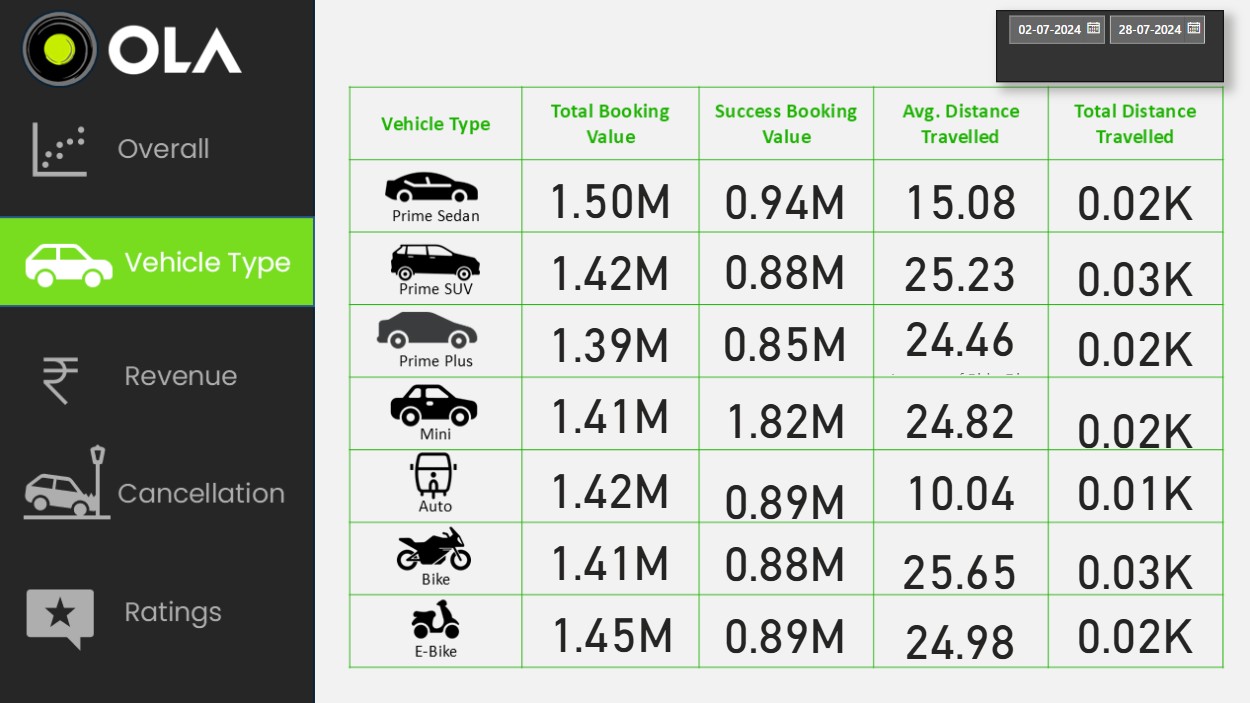 OLA
02-07-2024 28-07-2024
Overall
Vehicle Type
Revenue
Cancellation
Ratings
Vehicle Type Total Booking Value Success Booking Value Avg. Distance Travelled Total Distance Travelled
Prime Sedan 1.50M 0.94M 15.08 0.02K
Prime SUV 1.42M 0.88M 25.23 0.03K
Prime Plus 1.39M 0.85M 24.46 0.02K
Mini 1.41M 1.82M 24.82 0.02K
Auto 1.42M 0.89M 10.04 0.01K
Bike 1.41M 0.88M 25.65 0.03K
E-Bike 1.45M 0.89M 24.98 0.02K